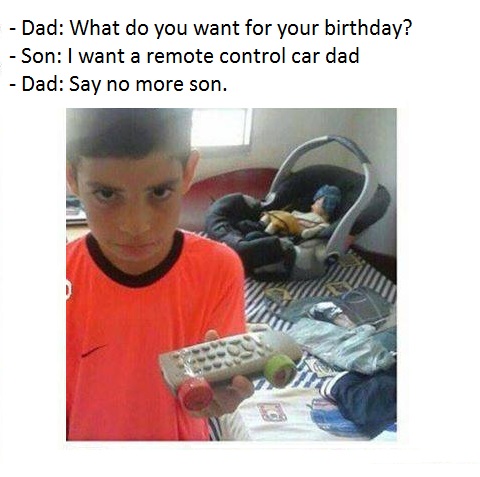 - Dad: What do you want for your birthday?
- Son: I want a remote control car dad
- Dad: Say no more son.